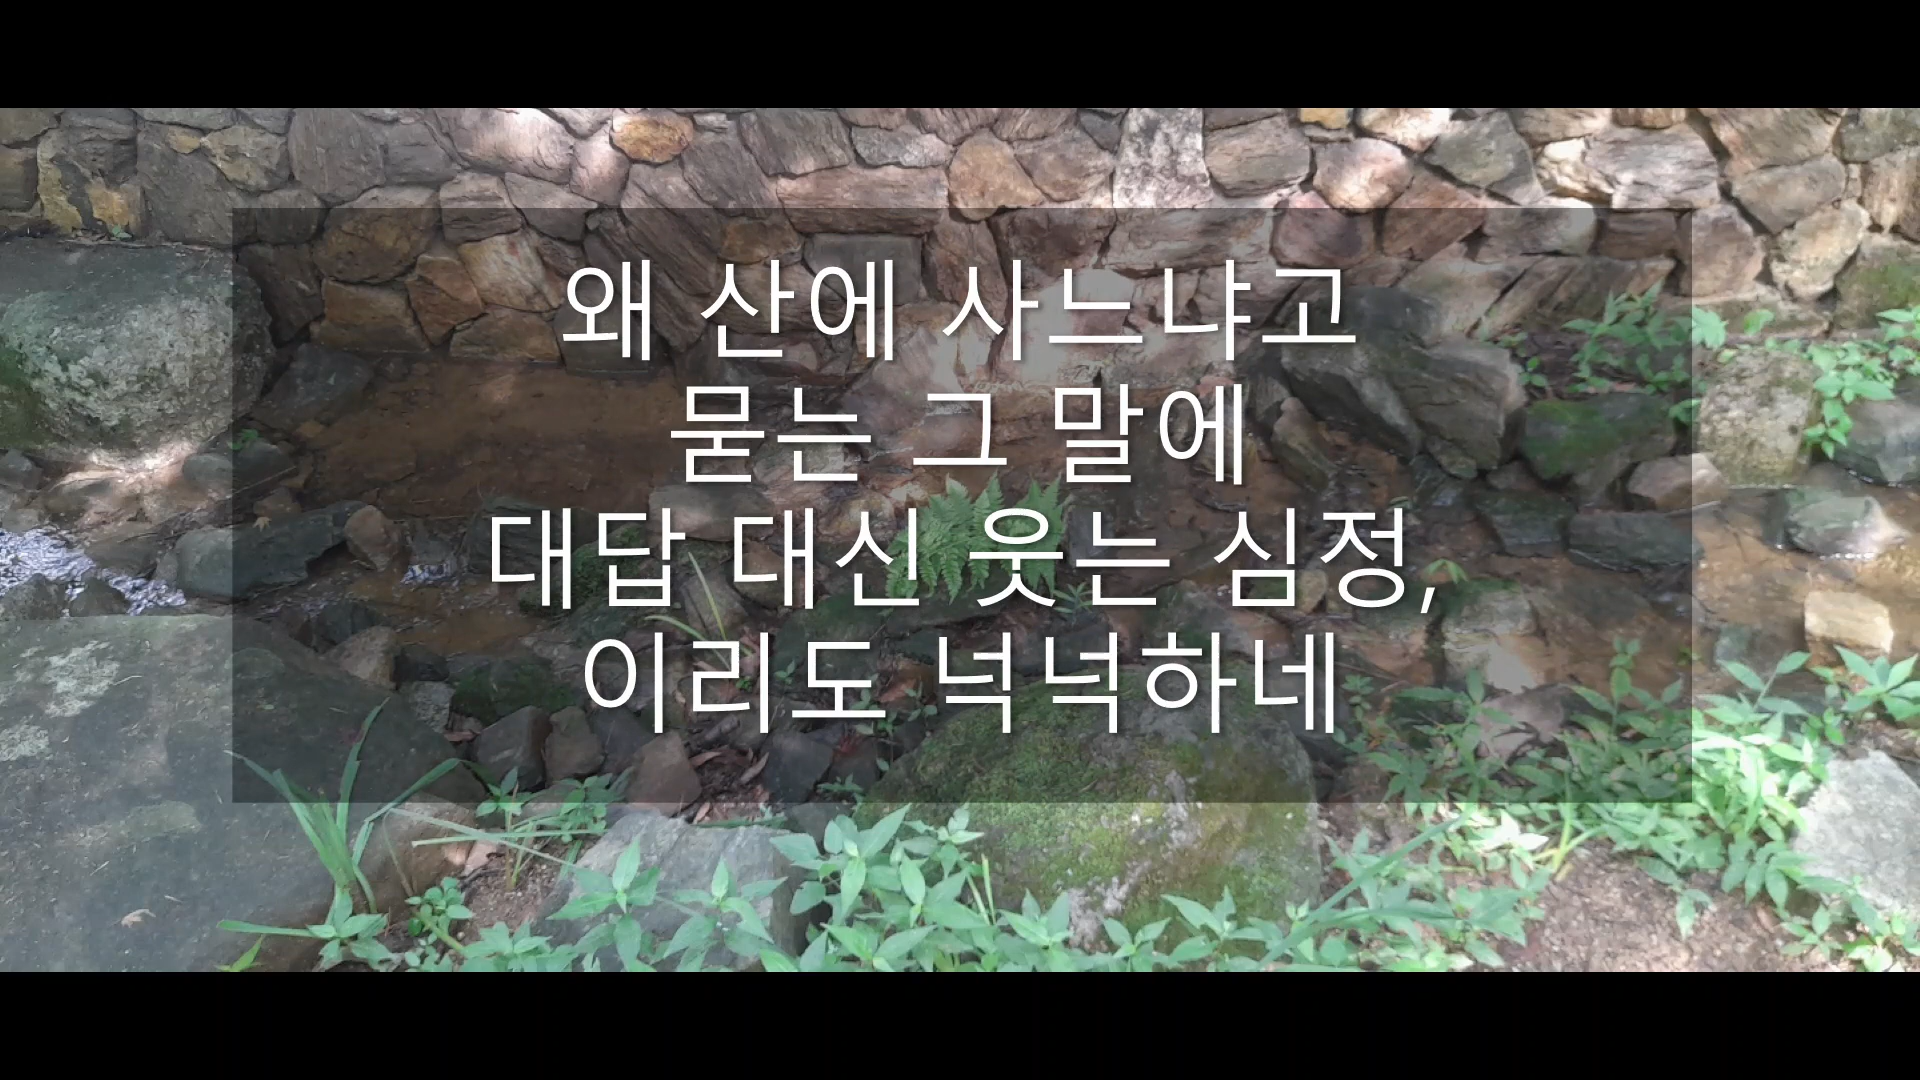 왜 산에 사느냐고
묻는 그 말에
대답 대신 웃는 심정,
이리도 넉넉하네